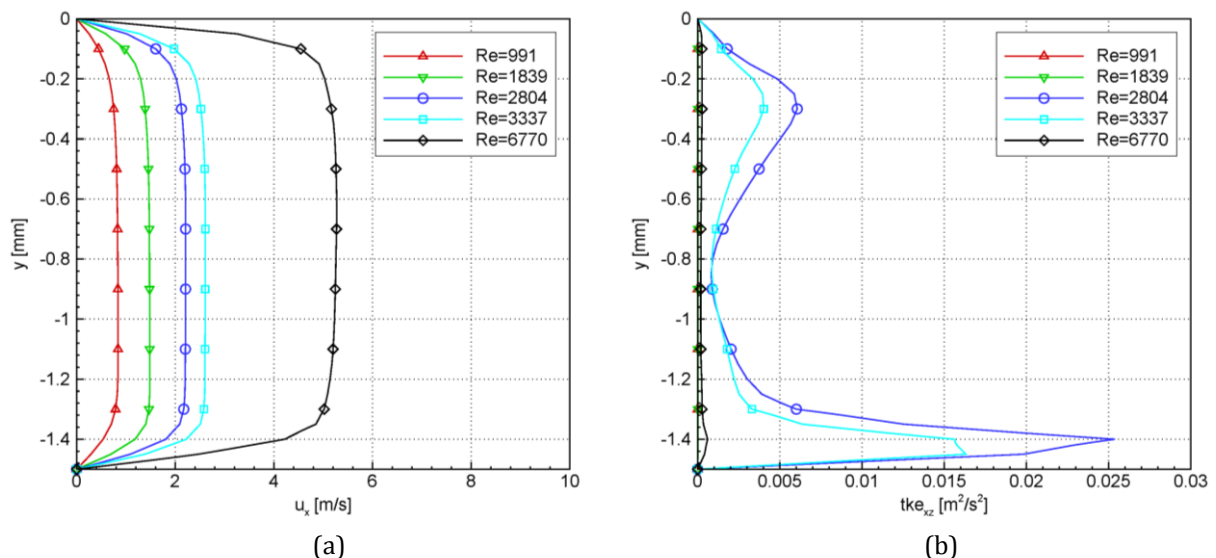 0
-0.2
-0.4
-0.6
-0.8
-1
-1.2
-1.4
y [mm]
0 2 4 6 8 10
u_x [m/s]
Re=991
Re=1839
Re=2804
Re=3337
Re=6770
(a)
0
-0.2
-0.4
-0.6
-0.8
-1
-1.2
-1.4
y [mm]
0 0.005 0.01 0.015 0.02 0.025 0.03
tke_xz [m²/s²]
Re=991
Re=1839
Re=2804
Re=3337
Re=6770
(b)